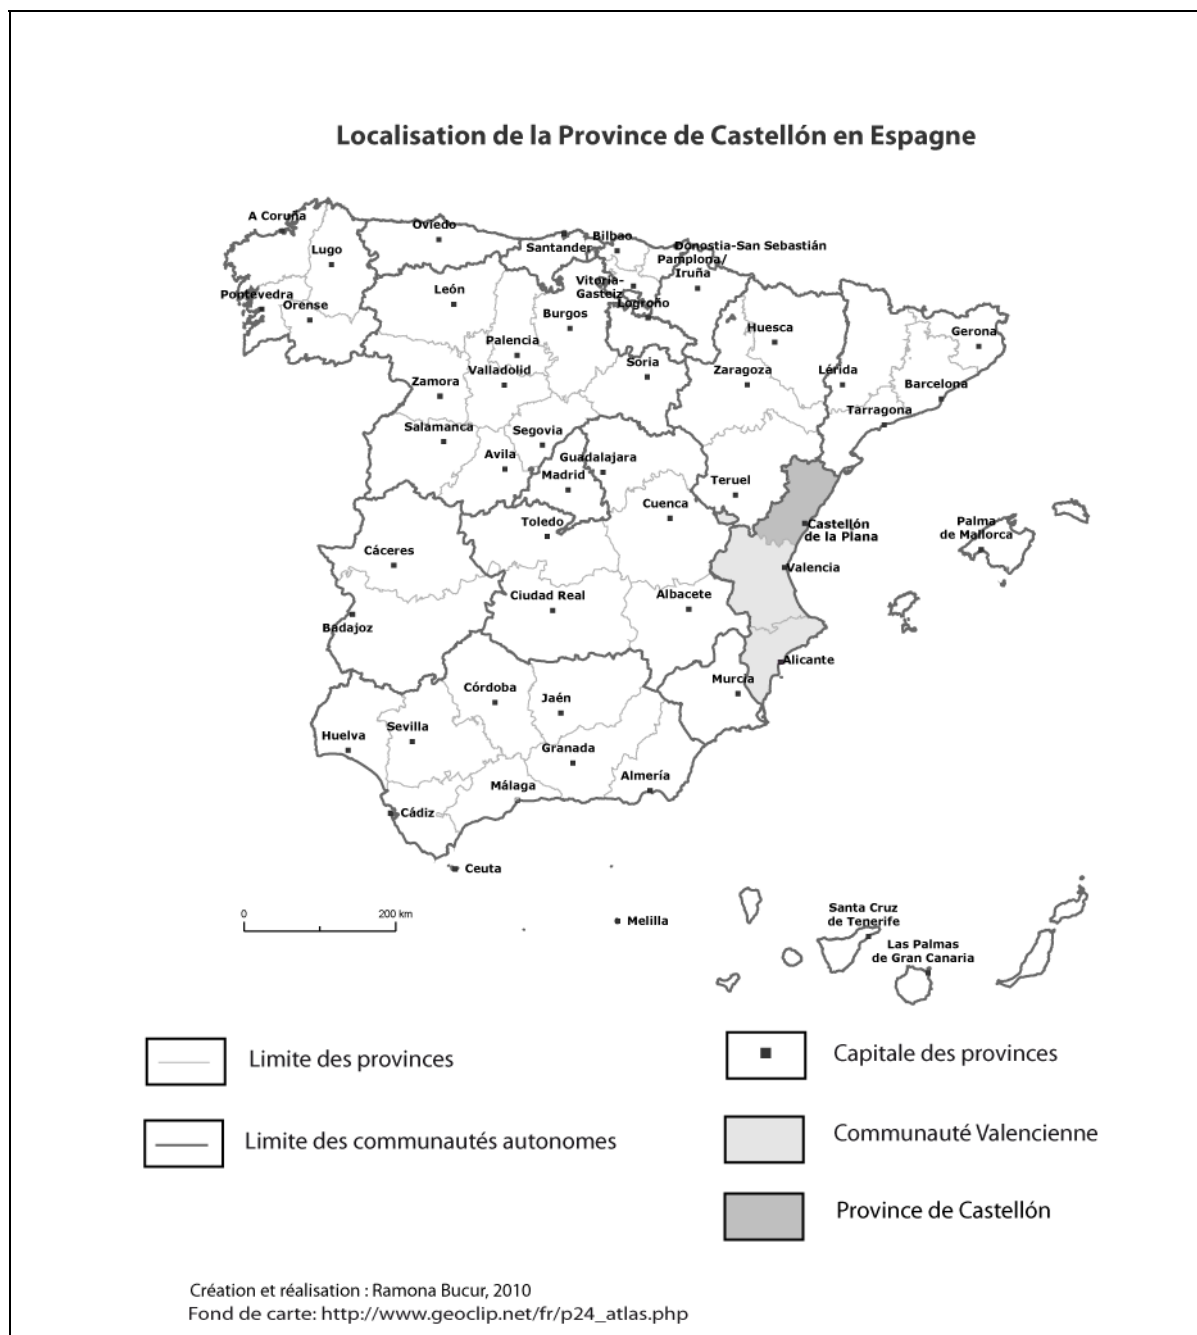 Localisation de la Province de Castellón en Espagne
A Coruña
Oviedo
Santander
Bilbao
Donostia-San Sebastián
Lugo
Pamplona/
Iruña
Vitoria-
Gasteiz
León
Pontevedra
Orense
Logroño
Burgos
Huesca
Gerona
Palencia
Soria
Valladolid
Zaragoza
Lérida
Zamora
Barcelona
Tarragona
Salamanca
Segovia
Avila
Guadalajara
Madrid
Teruel
Cuenca
Toledo
Castellón
de la Plana
Palma
de Mallorca
Cáceres
Valencia
Ciudad Real
Albacete
Badajoz
Alicante
Murcia
Córdoba
Jaén
Sevilla
Huelva
Granada
Almería
Málaga
Cádiz
Ceuta
0
200 km
Melilla
Santa Cruz
de Tenerife
Las Palmas
de Gran Canaria
Limite des provinces
Capitale des provinces
Limite des communautés autonomes
Communauté Valencienne
Province de Castellón
Création et réalisation : Ramona Bucur, 2010
Fond de carte: http://www.geoclip.net/fr/p24_atlas.php